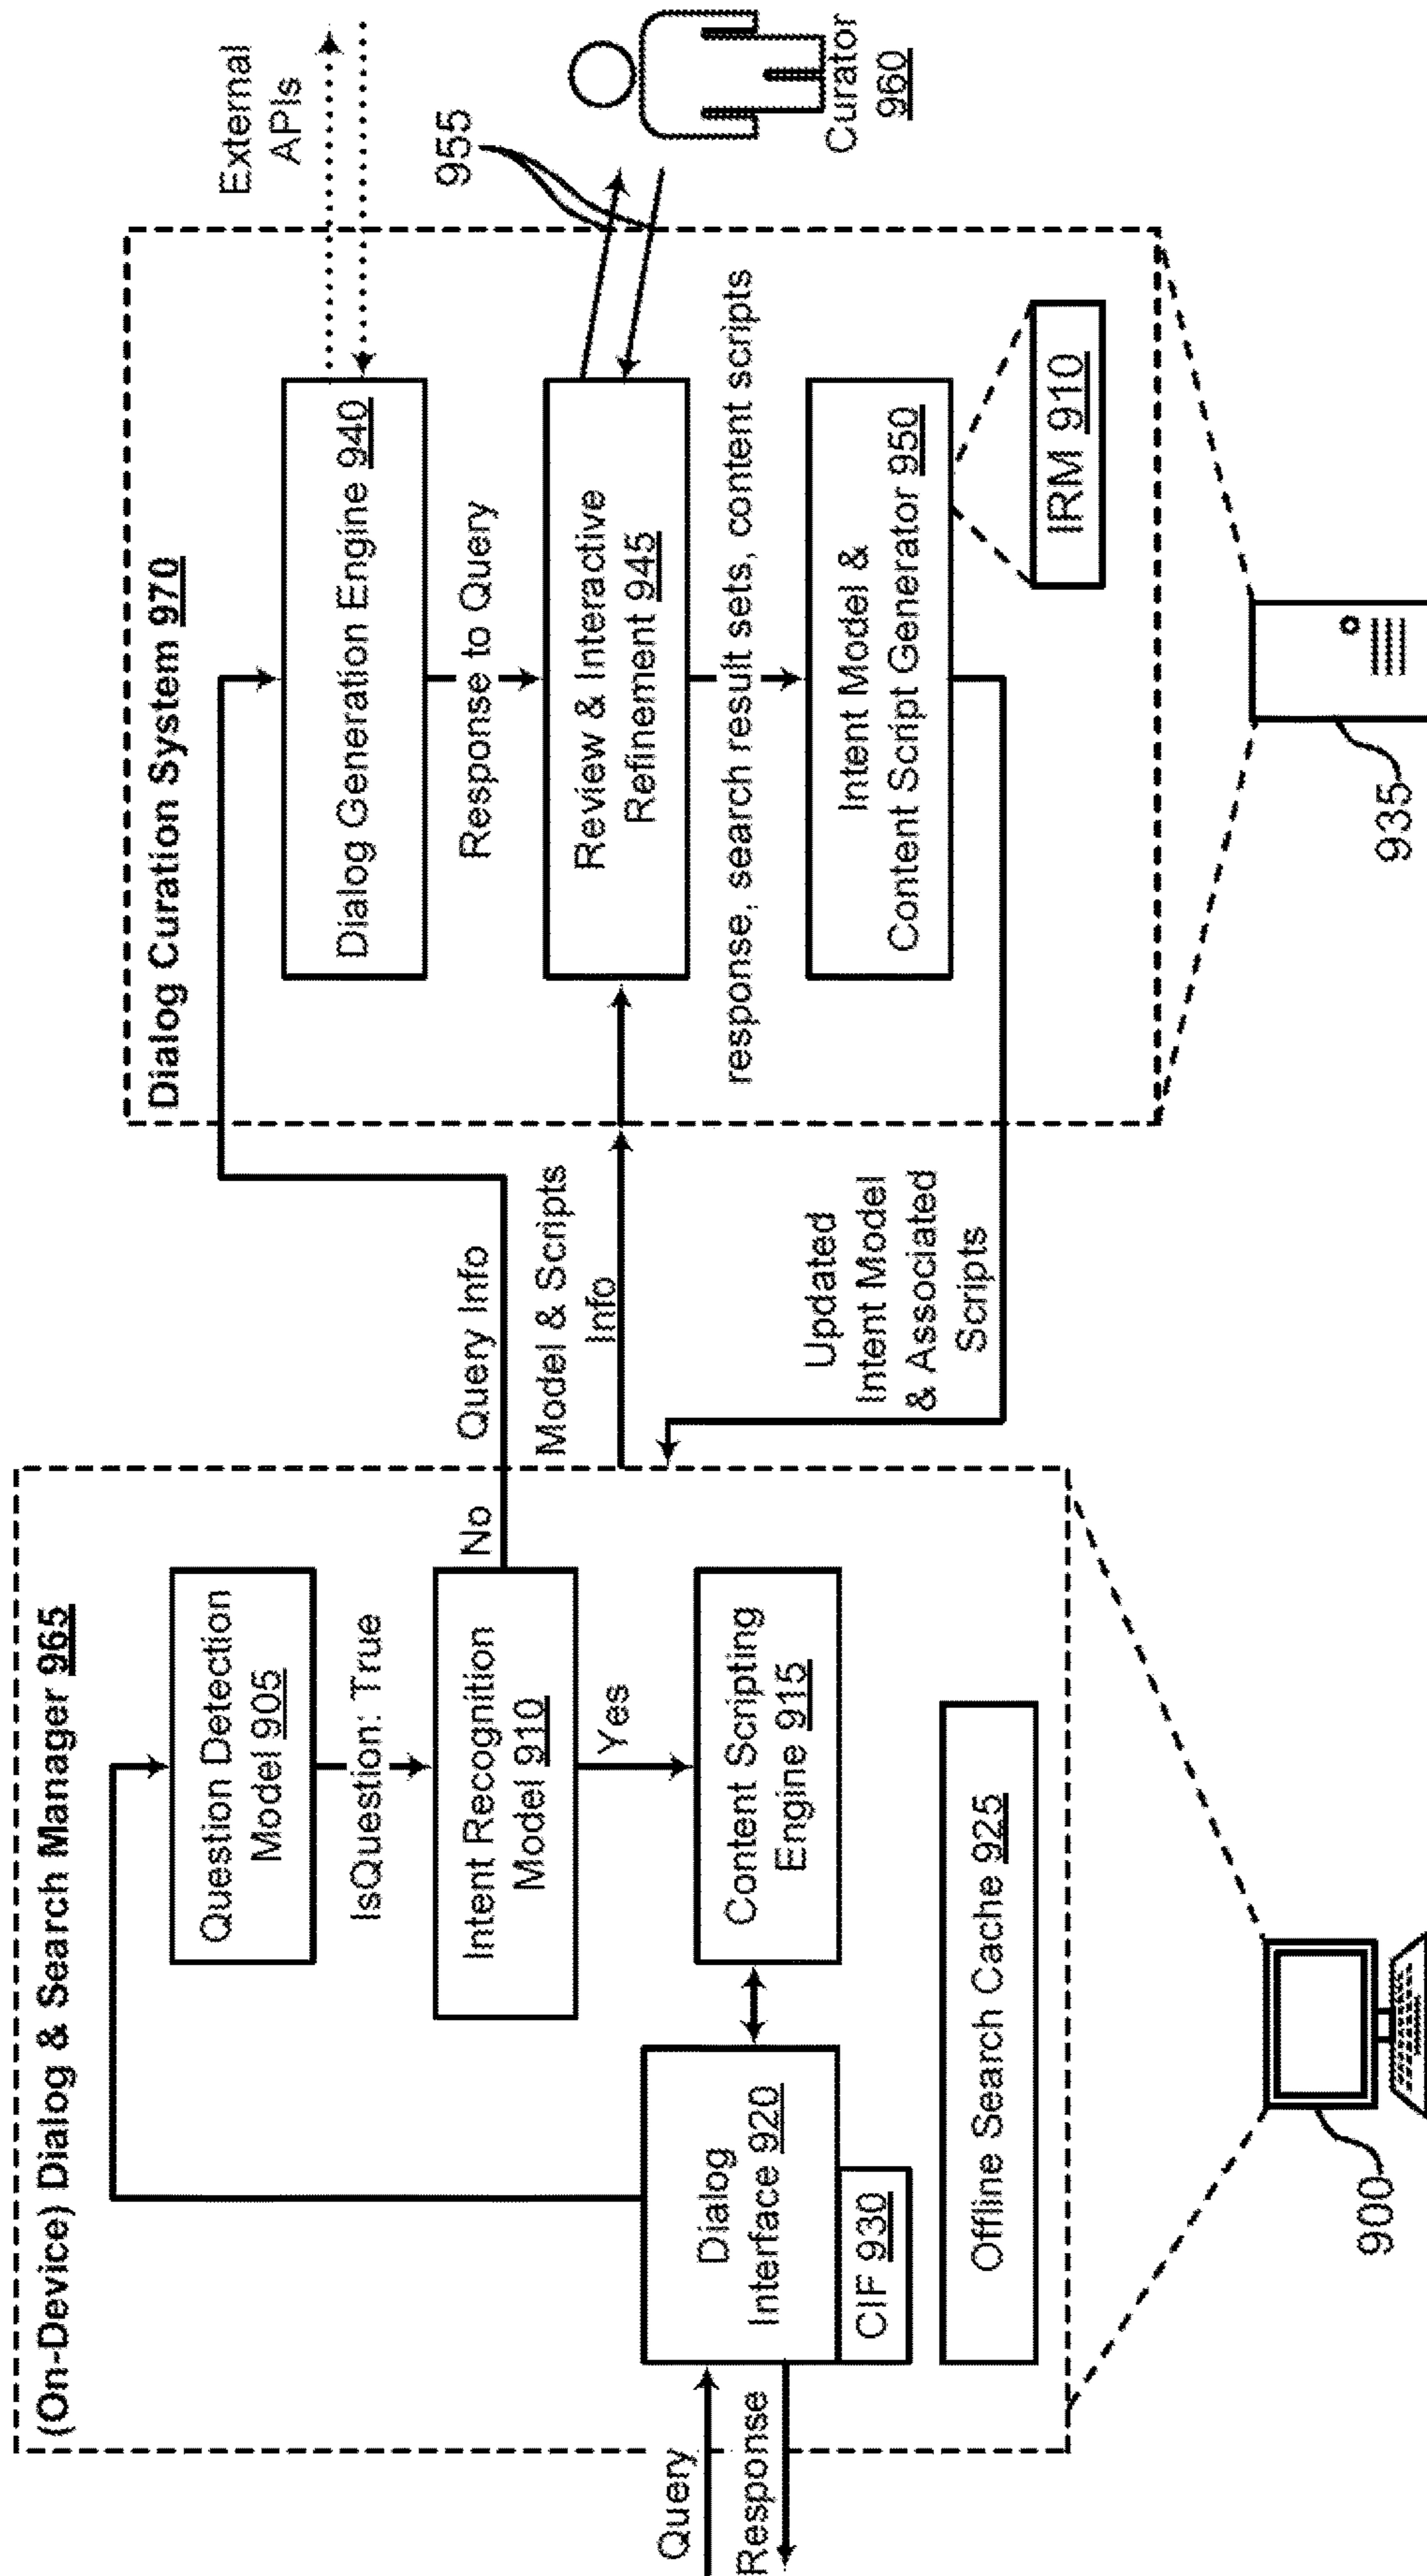 (On-Device) Dialog & Search Manager 965
Question Detection
Model 905
IsQuestion: True
Intent Recognition
Model 910
No
Yes
Content Scripting
Engine 915
Dialog
Interface 920
CIF 930
Offline Search Cache 925
Query
Response
900
Query Info
Model & Scripts
Info
Updated
Intent Model
& Associated
Scripts
Dialog Curation System 970
Dialog Generation Engine 940
Response to Query
Review & Interactive
Refinement 945
response, search result sets, content scripts
Intent Model &
Content Script Generator 950
IRM 910
935
External
APIs
955
Curator
960